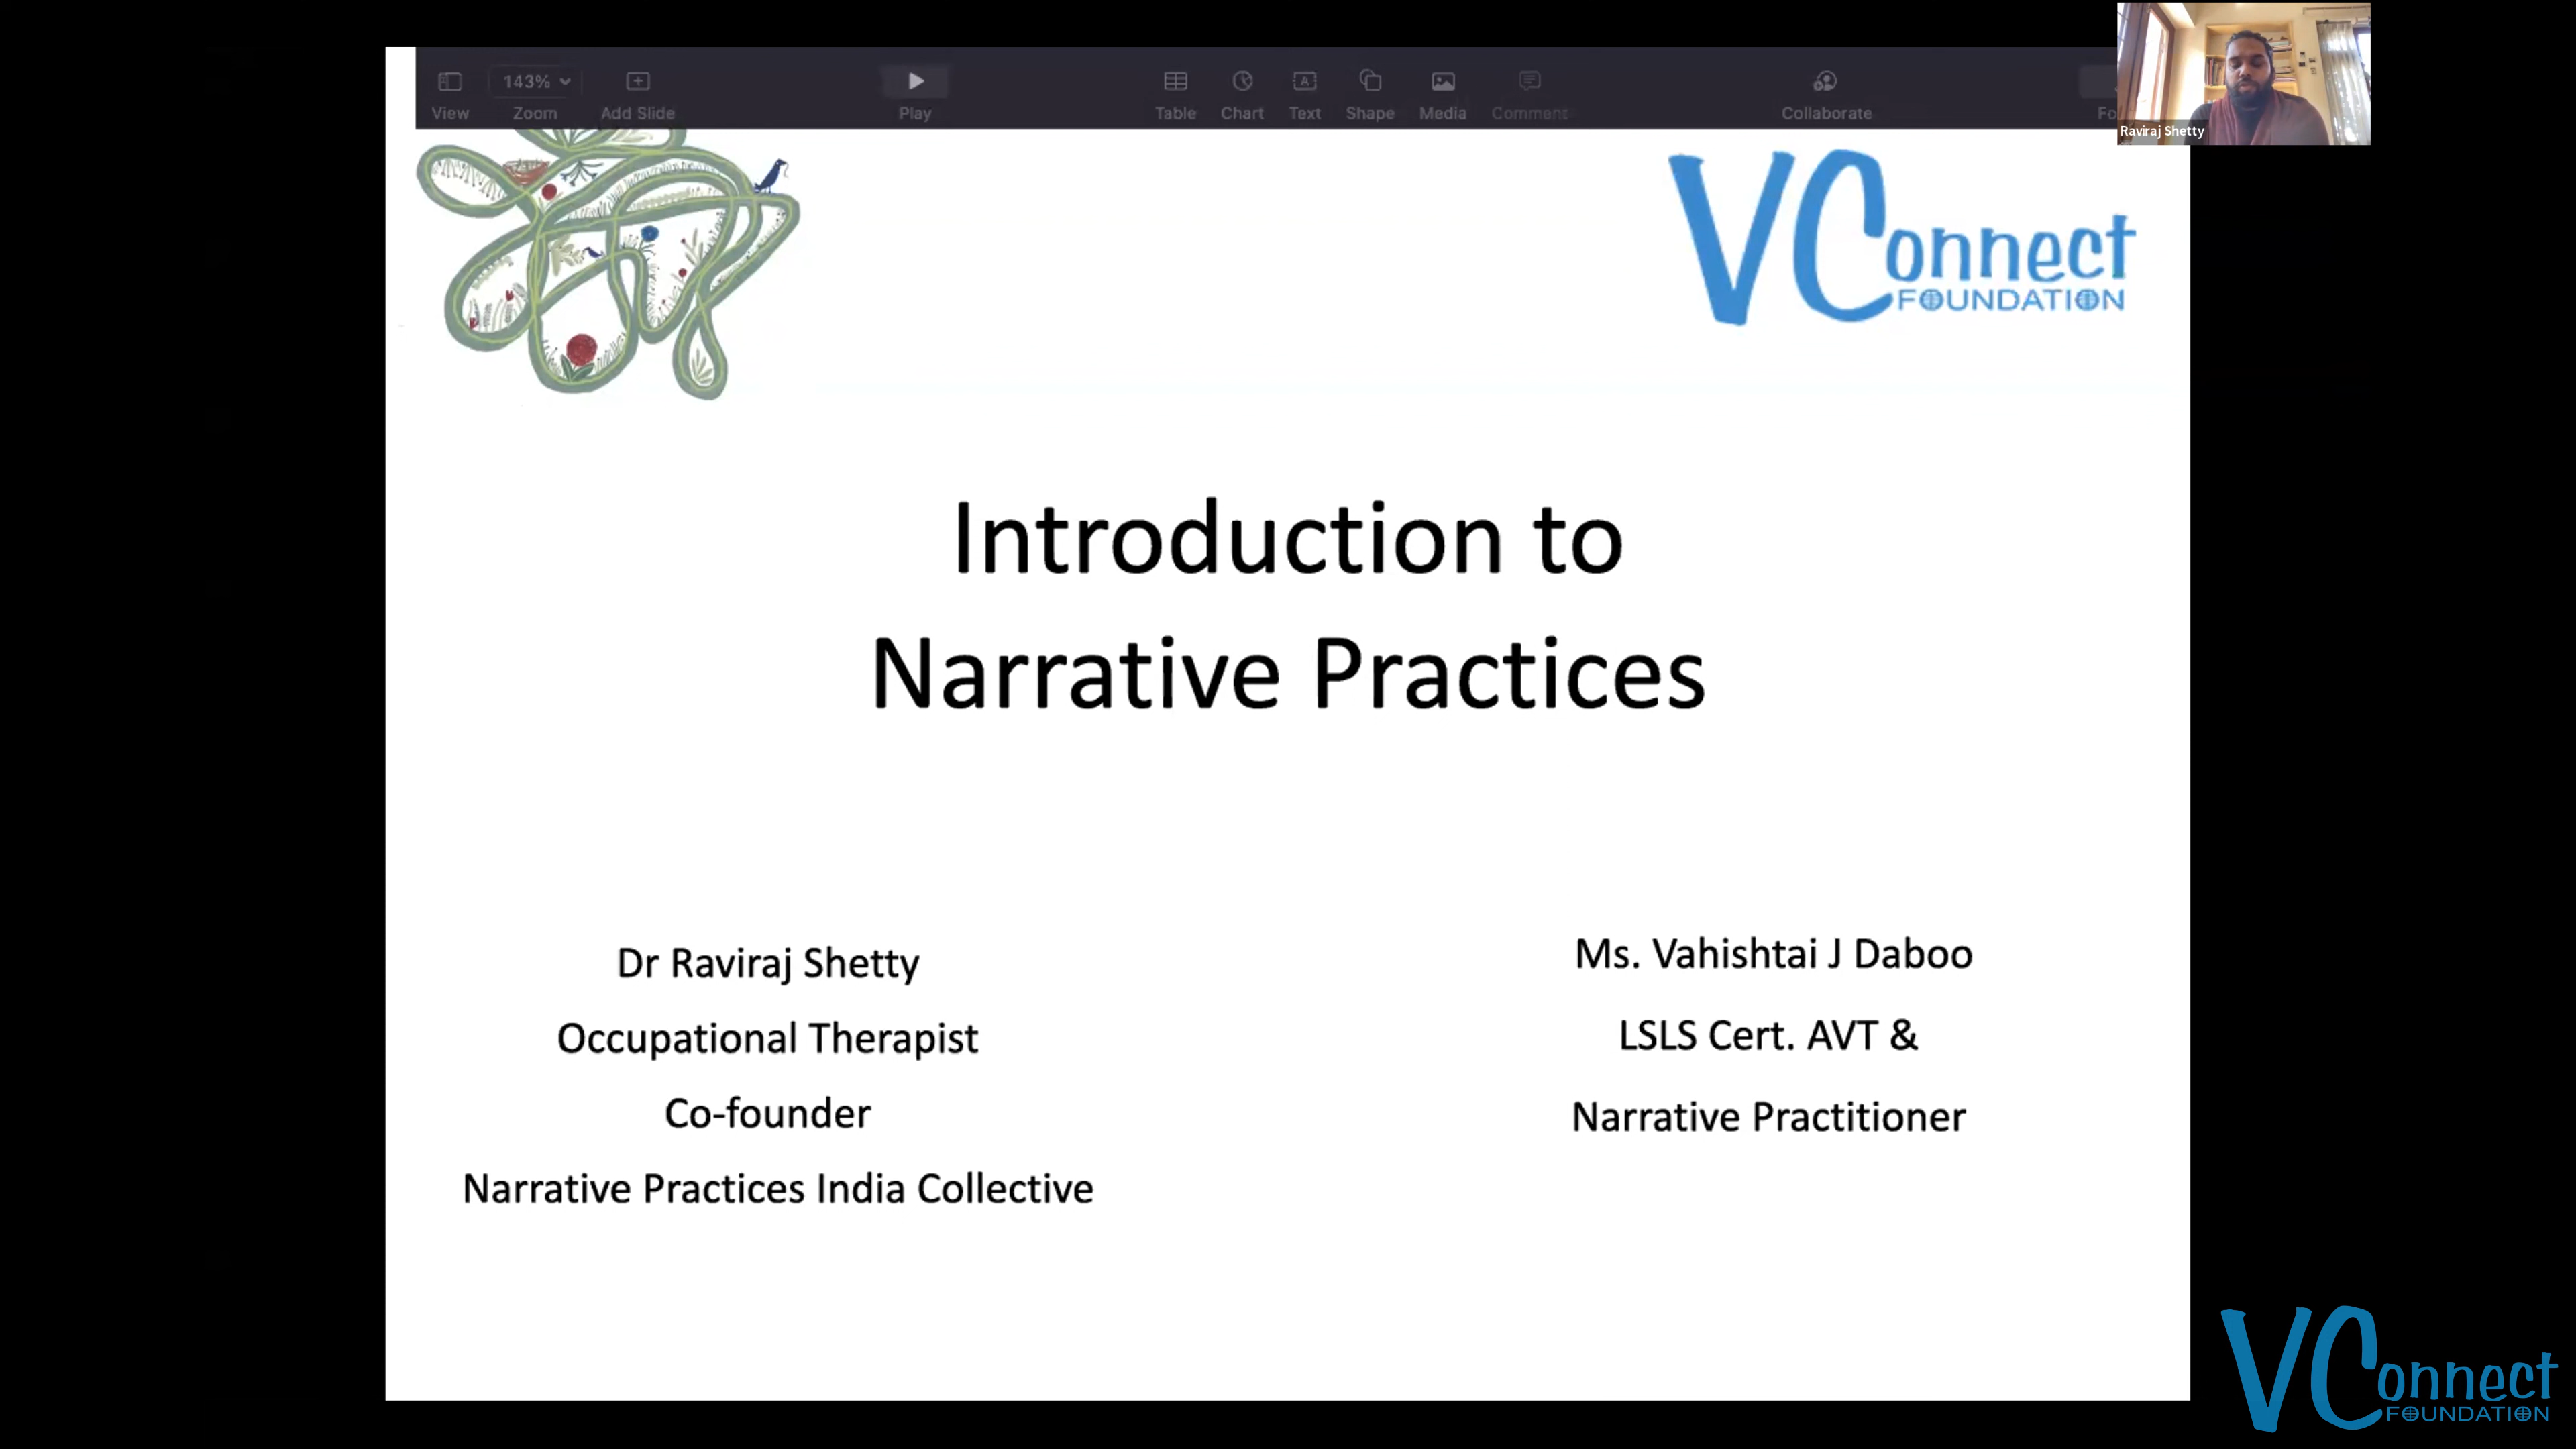 143%
View
Zoom
Add Slide
Play
Table
Chart
Text
Shape
Media
Comment
Collaborate
Raviraj Shetty
VConnect
FOUNDATION
Introduction to
Narrative Practices
Dr Raviraj Shetty
Occupational Therapist
Co-founder
Narrative Practices India Collective
Ms. Vahishtai J Daboo
LSLS Cert. AVT &
Narrative Practitioner
VConnect
FOUNDATION